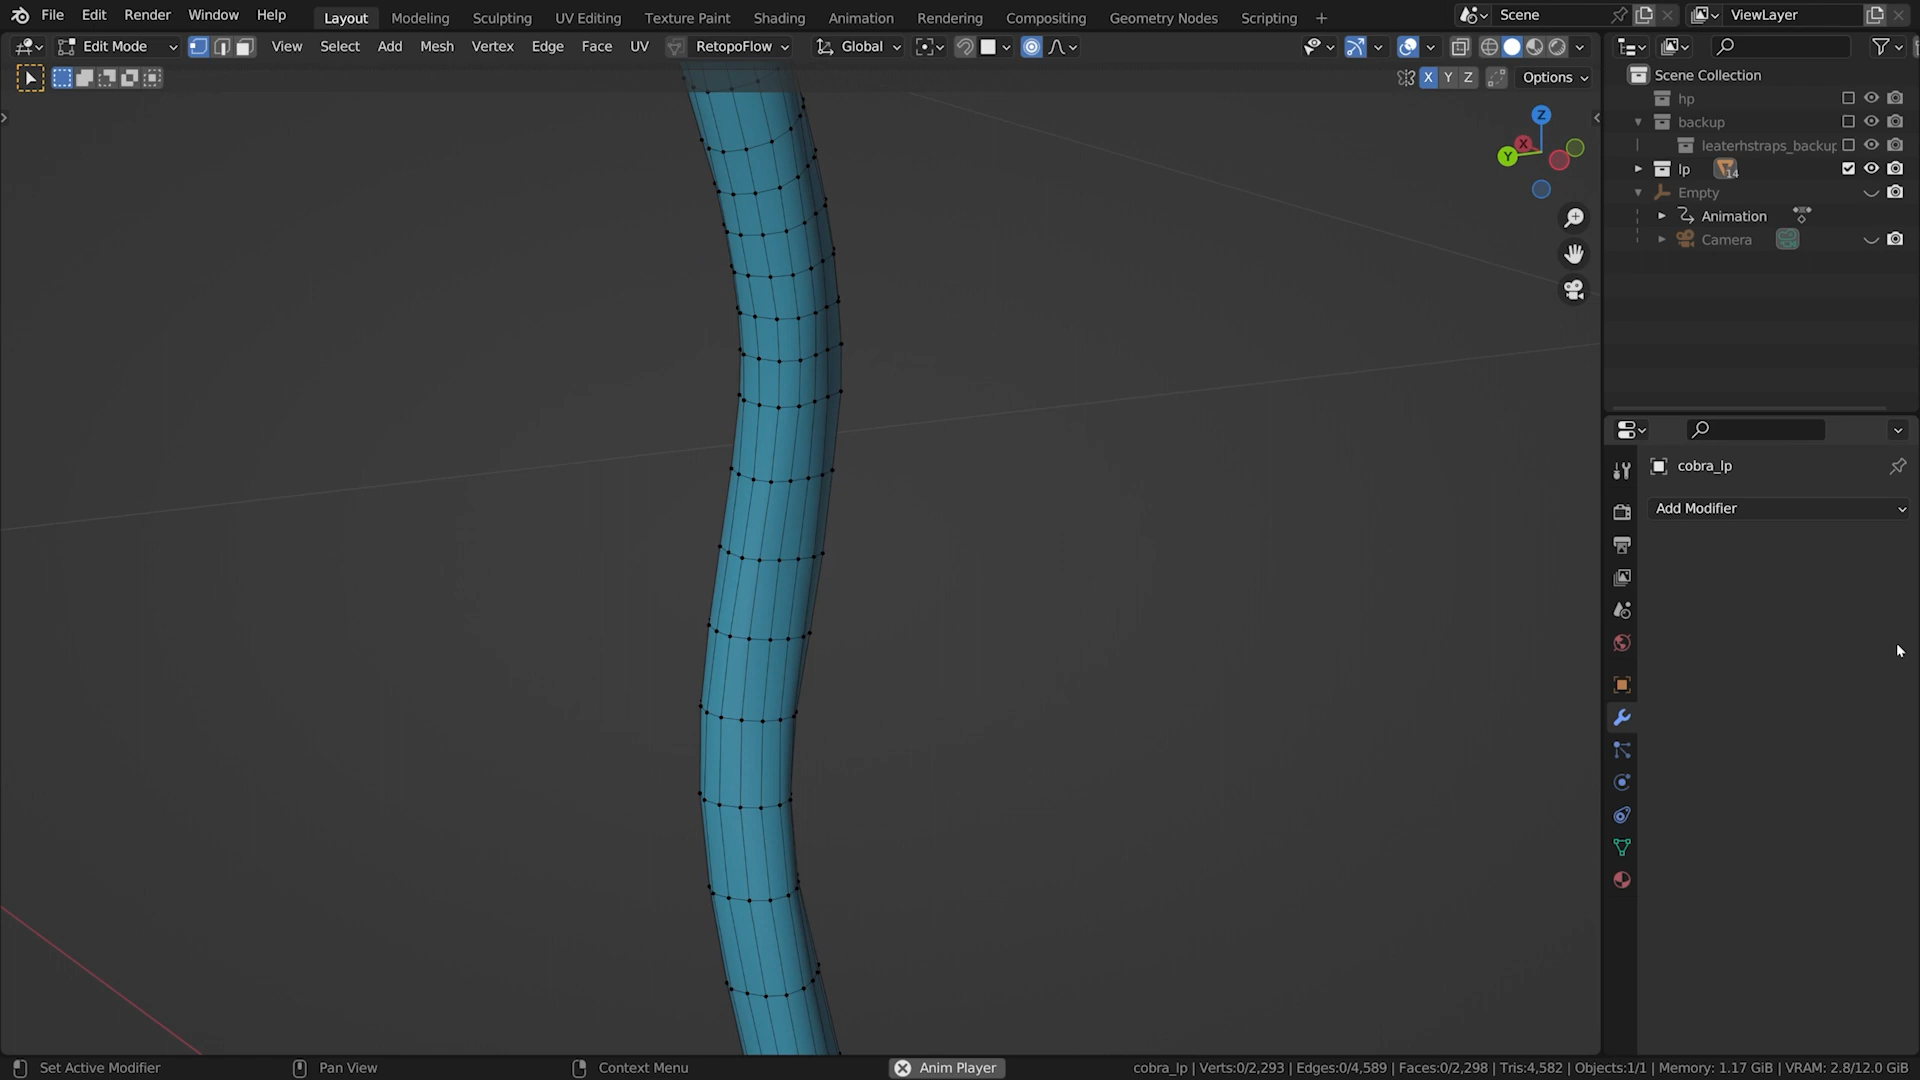 File Edit Render Window Help Layout Modeling Sculpting UV Editing Texture Paint Shading Animation Rendering Compositing Geometry Nodes Scripting + Scene ViewLayer
Edit Mode View Select Add Mesh Vertex Edge Face UV RetopoFlow Global
X Y Z Options
Scene Collection
hp
backup
leaterhstraps_backup
lp 14
Empty
Animation
Camera
Z
X
Y
cobra_lp
Add Modifier
Set Active Modifier Pan View Context Menu Anim Player cobra_lp | Verts:0/2,293 | Edges:0/4,589 | Faces:0/2,298 | Tris:4,582 | Objects:1/1 | Memory: 1.17 GiB | VRAM: 2.8/12.0 GiB